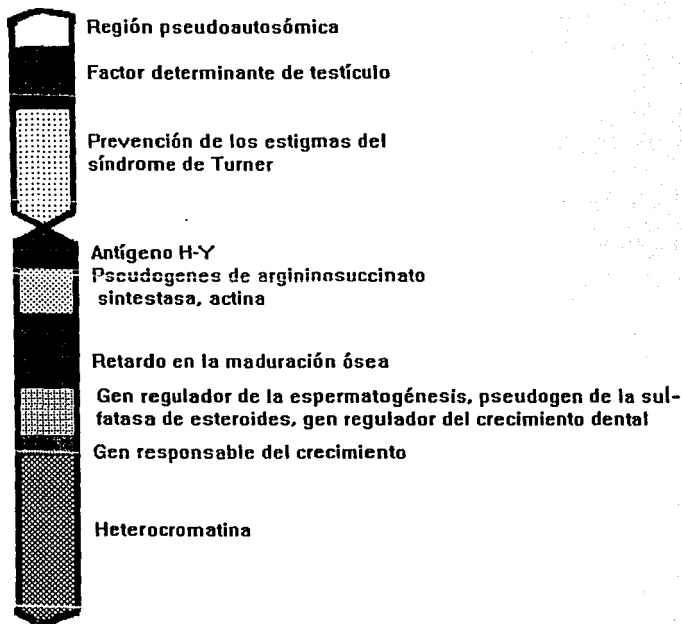 Región pseudoautosómica
Factor determinante de testículo
Prevención de los estigmas del
síndrome de Turner
Antígeno H-Y
Pseudogenes de argininosuccinato
sintestasa, actina
Retardo en la maduración ósea
Gen regulador de la espermatogénesis, pseudogen de la sul-
fatasa de esteroides, gen regulador del crecimiento dental
Gen responsable del crecimiento
Heterocromatina